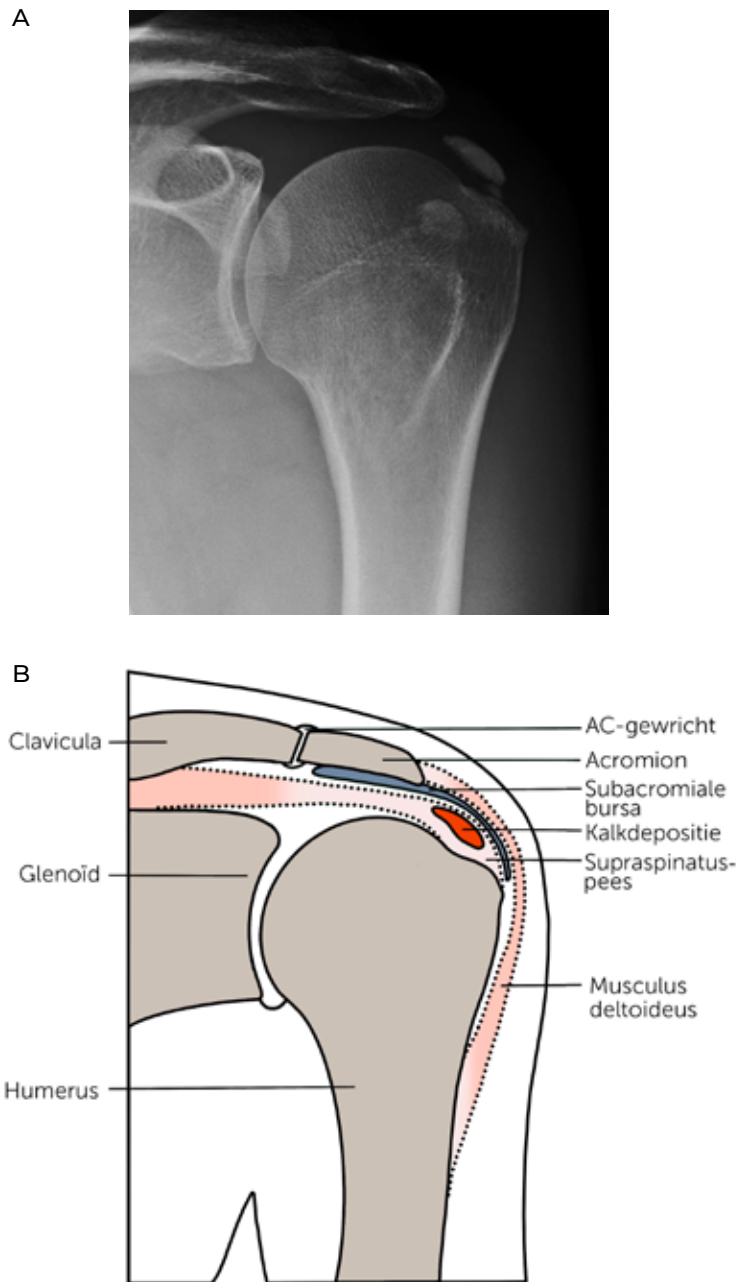 A
B
Clavicula
Glenoïd
Humerus
AC-gewricht
Acromion
Subacromiale
bursa
Kalkdepositie
Supraspinatus-
pees
Musculus
deltoideus